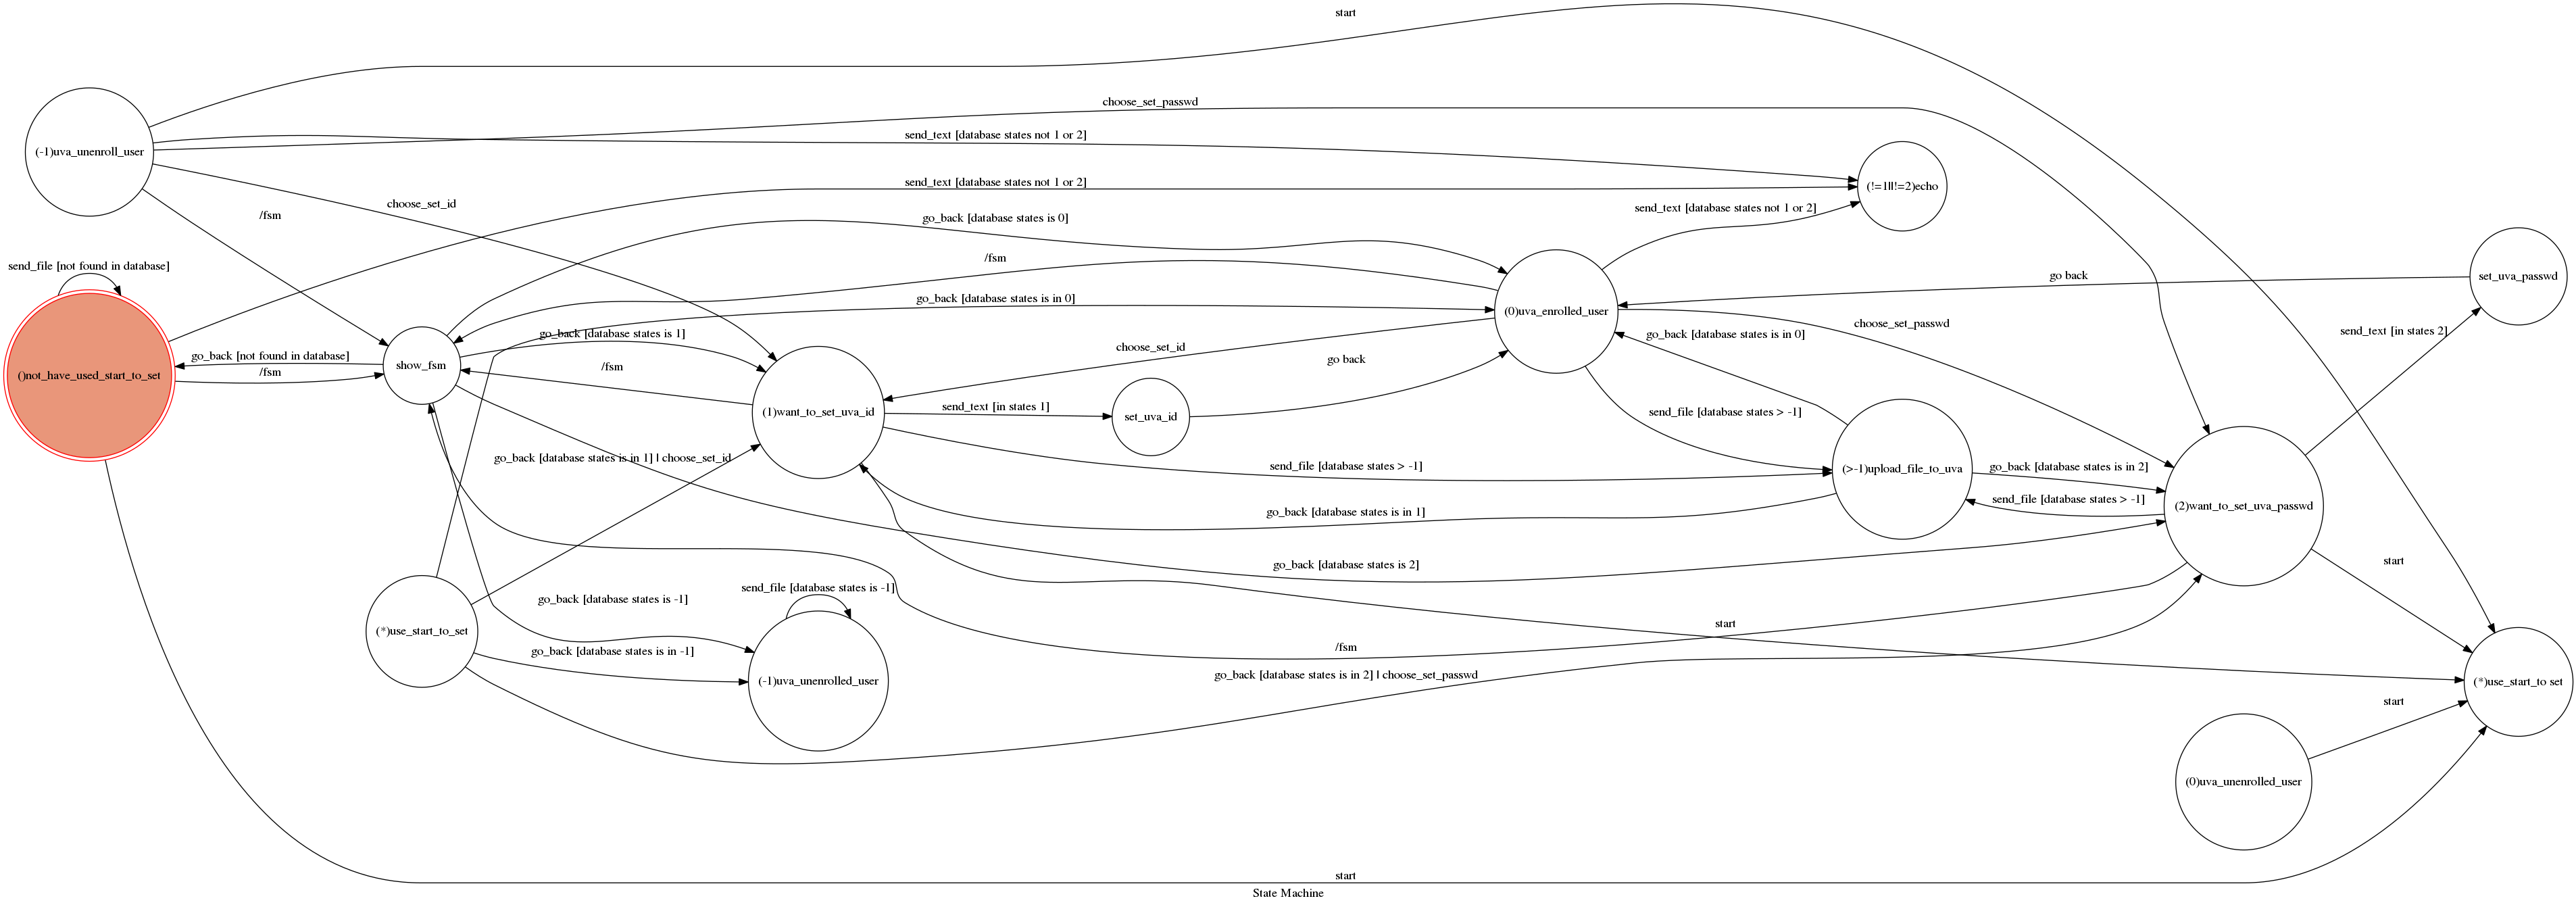 start
choose_set_passwd
send_text [database states not 1 or 2]
(-1)uva_unenroll_user
send_text [database states not 1 or 2]
(!=1||!=2)echo
choose_set_id
send_text [database states not 1 or 2]
/fsm
go_back [database states is 0]
/fsm
send_file [not found in database]
go back
set_uva_passwd
go_back [database states is in 0]
(0)uva_enrolled_user
choose_set_passwd
send_text [in states 2]
go_back [database states is 1]
go_back [database states is in 0]
choose_set_id
go_back [not found in database]
go back
show_fsm
/fsm
/fsm
()not_have_used_start_to_set
send_text [in states 1]
(1)want_to_set_uva_id
set_uva_id
send_file [database states > -1]
go_back [database states is in 1] | choose_set_id
send_file [database states > -1]
(>-1)upload_file_to_uva
go_back [database states is in 2]
send_file [database states > -1]
(2)want_to_set_uva_passwd
go_back [database states is in 1]
go_back [database states is 2]
start
send_file [database states is -1]
go_back [database states is -1]
start
(*)use_start_to_set
/fsm
go_back [database states is in -1]
go_back [database states is in 2] | choose_set_passwd
(-1)uva_unenrolled_user
(*)use_start_to set
start
(0)uva_unenrolled_user
start
State Machine